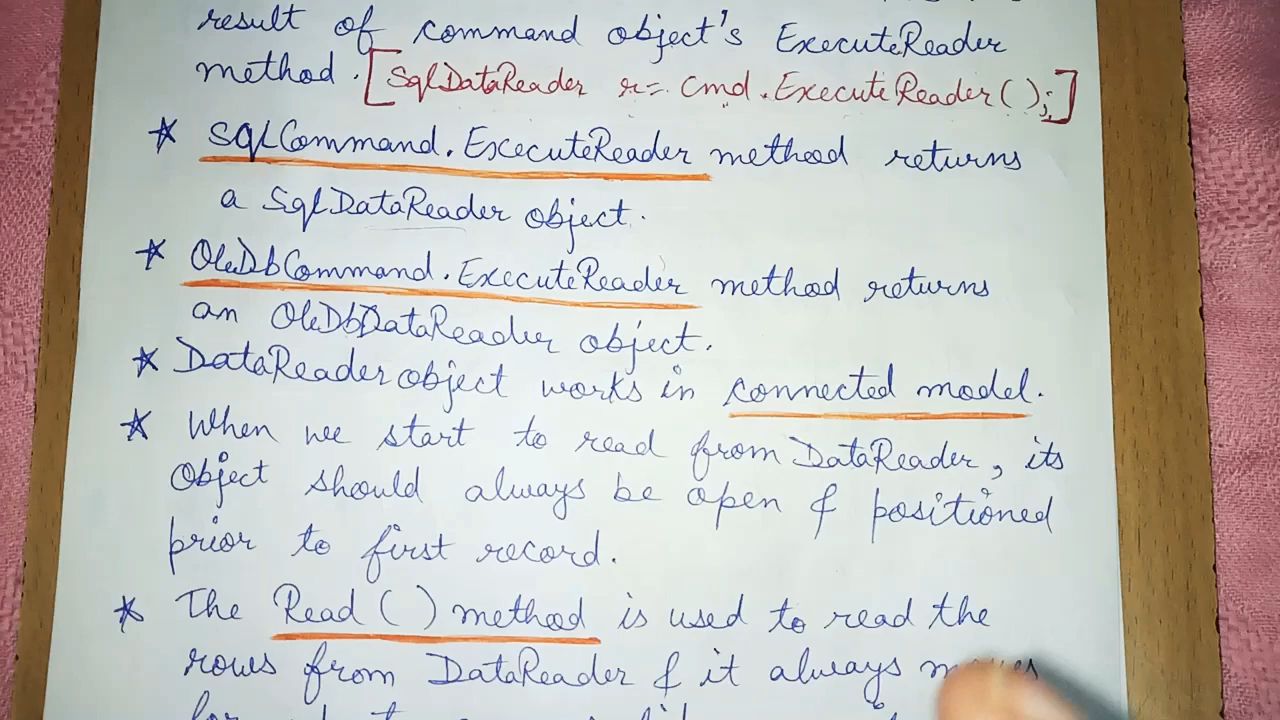 result of command object's ExecuteReader
method. [SqlDataReader r = cmd.ExecuteReader();]
* SqlCommand.ExecuteReader method returns
a SqlDataReader object.
* OleDbCommand.ExecuteReader method returns
an OleDbDataReader object.
* DataReader object works in connected model.
* When we start to read from DataReader, its
object should always be open & positioned
prior to first record.
* The Read() method is used to read the
rows from DataReader & it always moves